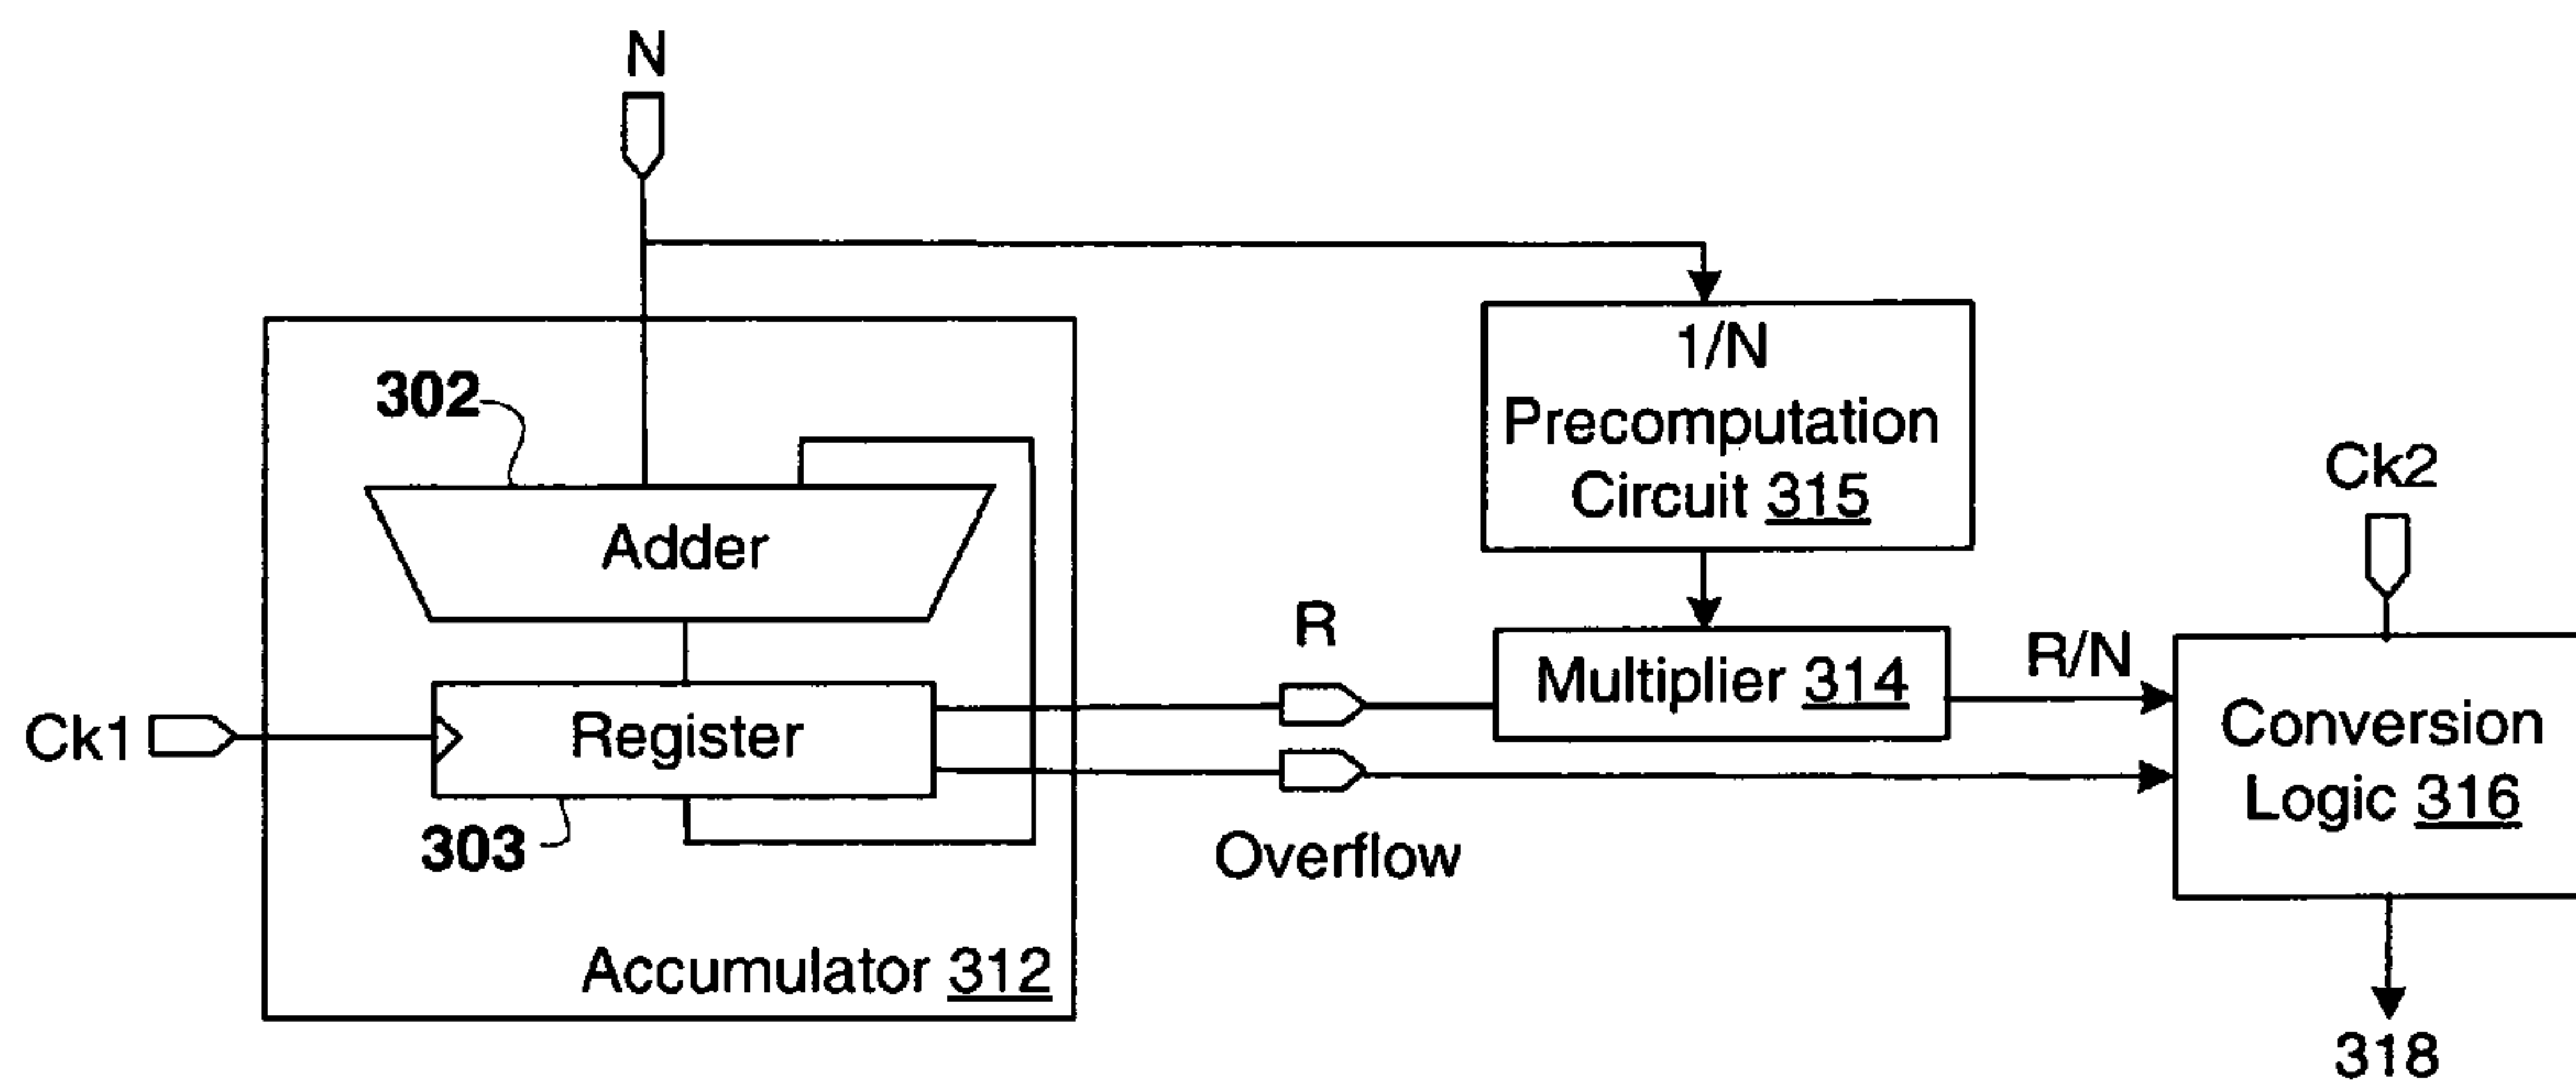 N
302
Adder
Ck1
Register
303
Accumulator 312
1/N
Precomputation
Circuit 315
R
Multiplier 314
R/N
Overflow
Ck2
Conversion
Logic 316
318